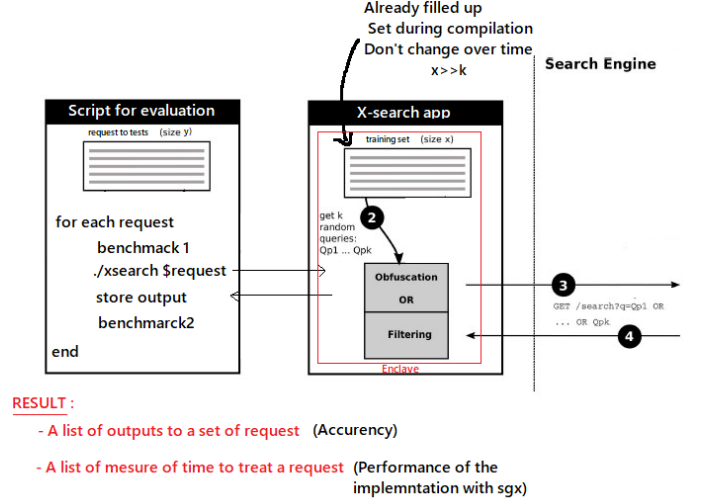 Already filled up
Set during compilation
Don't change over time
x>>k
Search Engine
Script for evaluation
request to tests (size y)
for each request
benchmack 1
./xsearch $request
store output
benchmarck2
end
X-search app
training set (size x)
get k
random
queries:
Qp1 ... Qpk
2
Obfuscation
OR
Filtering
Enclave
3
GET /search?q=Qp1 OR
... OR Qpk
4
RESULT :
- A list of outputs to a set of request (Accurency)
- A list of mesure of time to treat a request (Performance of the
implemntation with sgx)